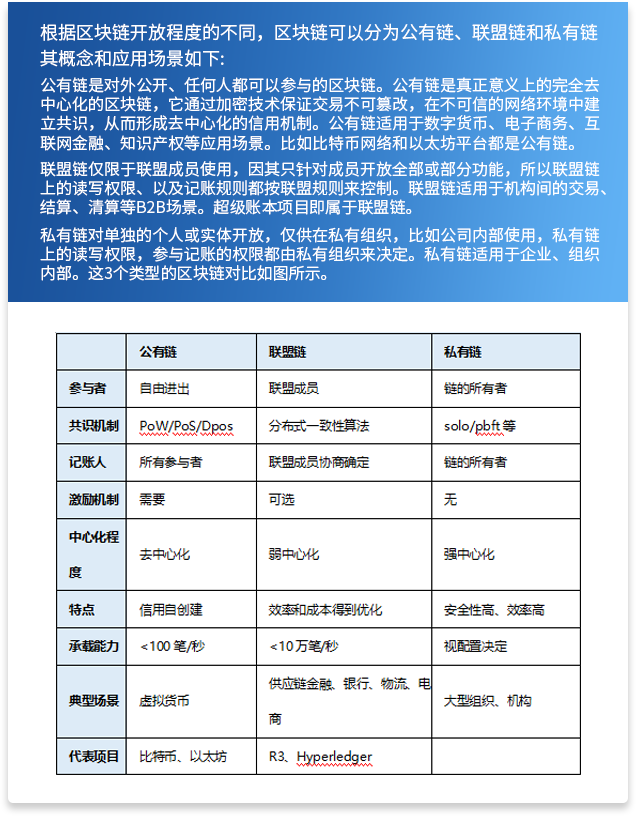 根据区块链开放程度的不同，区块链可以分为公有链、联盟链和私有链
其概念和应用场景如下:
公有链是对外公开、任何人都可以参与的区块链。公有链是真正意义上的完全去
中心化的区块链，它通过加密技术保证交易不可篡改，在不可信的网络环境中建
立共识，从而形成去中心化的信用机制。公有链适用于数字货币、电子商务、互
联网金融、知识产权等应用场景。比如比特币网络和以太坊平台都是公有链。
联盟链仅限于联盟成员使用，因其只针对成员开放全部或部分功能，所以联盟链
上的读写权限、以及记账规则都按联盟规则来控制。联盟链适用于机构间的交易、
结算、清算等B2B场景。超级账本项目即属于联盟链。
私有链对单独的个人或实体开放，仅供在私有组织，比如公司内部使用，私有链
上的读写权限，参与记账的权限都由私有组织来决定。私有链适用于企业、组织
内部。这3个类型的区块链对比如图所示。
公有链 联盟链 私有链
参与者 自由进出 联盟成员 链的所有者
共识机制 PoW/PoS/Dpos 分布式一致性算法 solo/pbft 等
记账人 所有参与者 联盟成员协商确定 链的所有者
激励机制 需要 可选 无
中心化程
度 去中心化 弱中心化 强中心化
特点 信用自创建 效率和成本得到优化 安全性高、效率高
承载能力 <100 笔/秒 <10 万笔/秒 视配置决定
典型场景 虚拟货币 供应链金融、银行、物流、电
商 大型组织、机构
代表项目 比特币、以太坊 R3、Hyperledger